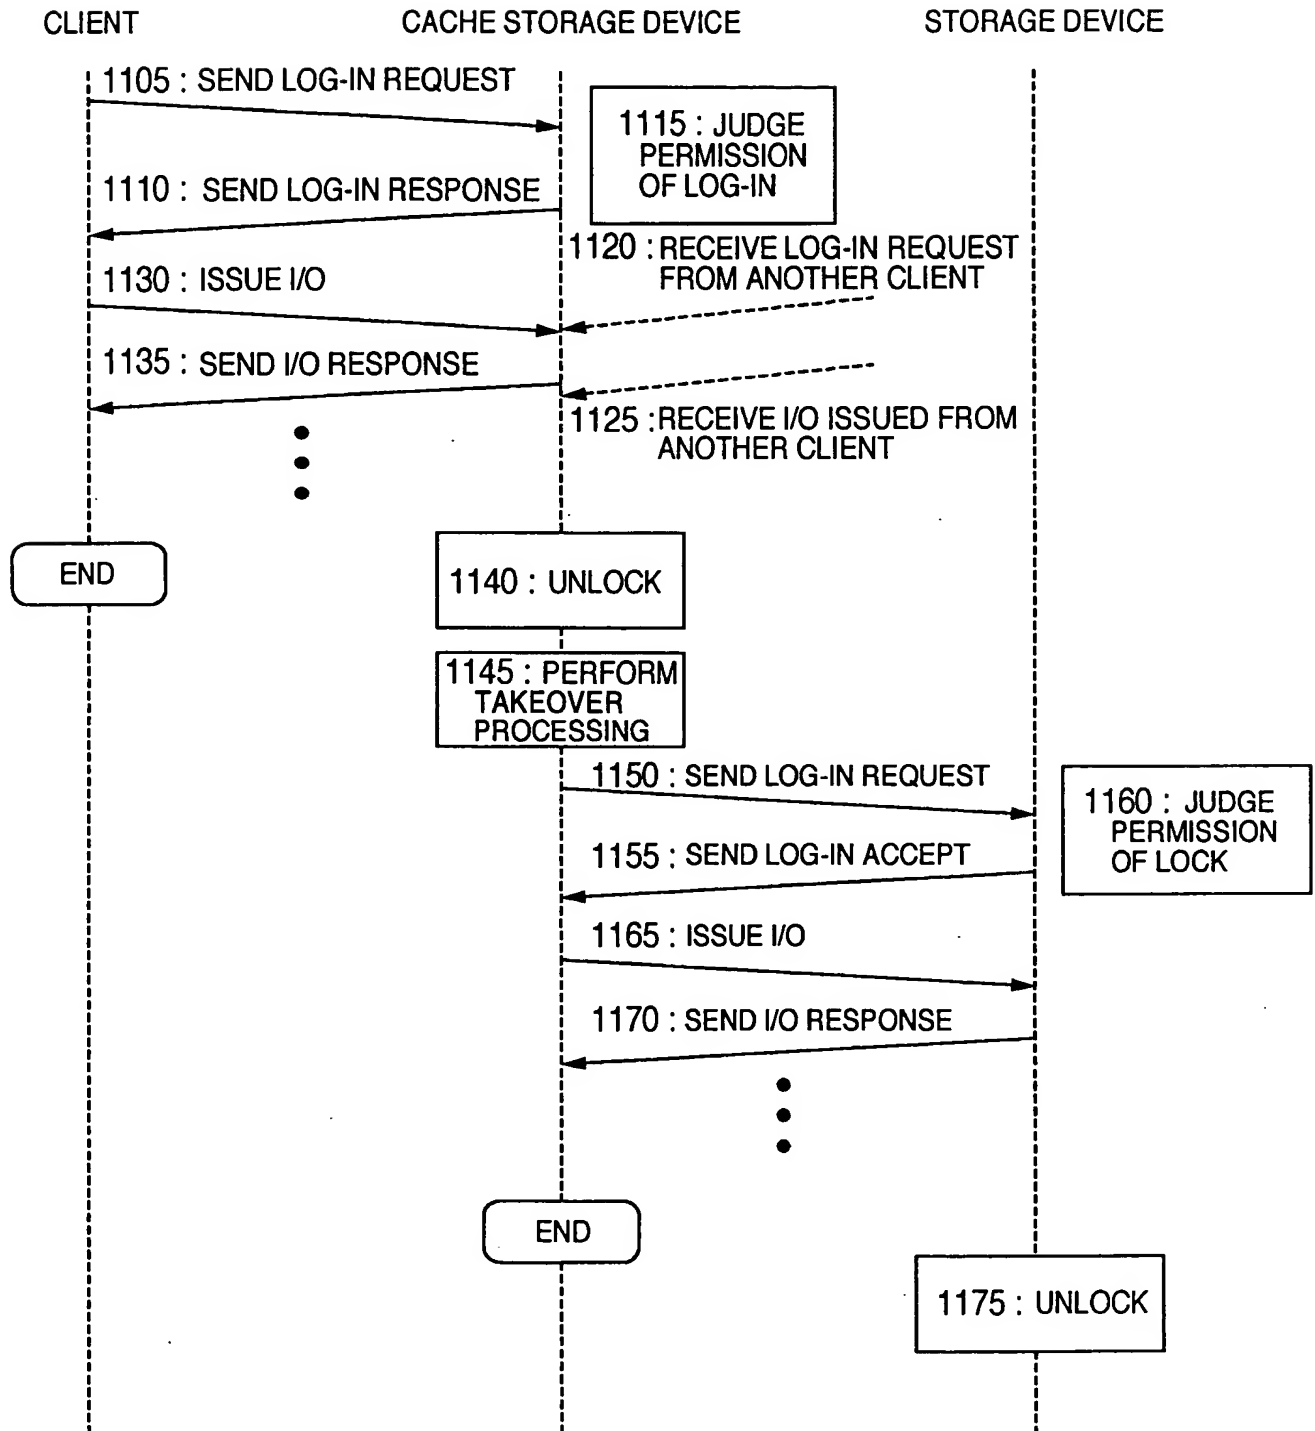 CLIENT
CACHE STORAGE DEVICE
STORAGE DEVICE
1105 : SEND LOG-IN REQUEST
1115 : JUDGE
PERMISSION
OF LOG-IN
1110 : SEND LOG-IN RESPONSE
1120 : RECEIVE LOG-IN REQUEST
FROM ANOTHER CLIENT
1130 : ISSUE I/O
1135 : SEND I/O RESPONSE
1125 : RECEIVE I/O ISSUED FROM
ANOTHER CLIENT
END
1140 : UNLOCK
1145 : PERFORM
TAKEOVER
PROCESSING
1150 : SEND LOG-IN REQUEST
1160 : JUDGE
PERMISSION
OF LOCK
1155 : SEND LOG-IN ACCEPT
1165 : ISSUE I/O
1170 : SEND I/O RESPONSE
END
1175 : UNLOCK